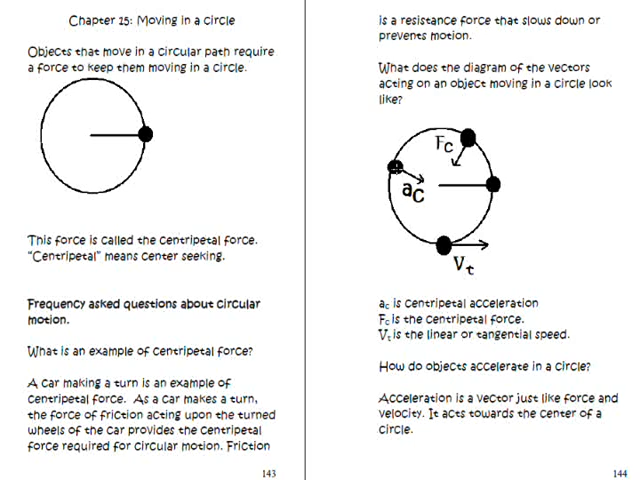 Chapter 15: Moving in a circle
Objects that move in a circular path require
a force to keep them moving in a circle.
This force is called the centripetal force.
"Centripetal" means center seeking.
Frequency asked questions about circular
motion.
What is an example of centripetal force?
A car making a turn is an example of
centripetal force. As a car makes a turn,
the force of friction acting upon the turned
wheels of the car provides the centripetal
force required for circular motion. Friction
143
is a resistance force that slows down or
prevents motion.
What does the diagram of the vectors
acting on an object moving in a circle look
like?
Fc
ac
Vt
ac is centripetal acceleration
Fc is the centripetal force.
Vt is the linear or tangential speed.
How do objects accelerate in a circle?
Acceleration is a vector just like force and
velocity. It acts towards the center of a
circle.
144